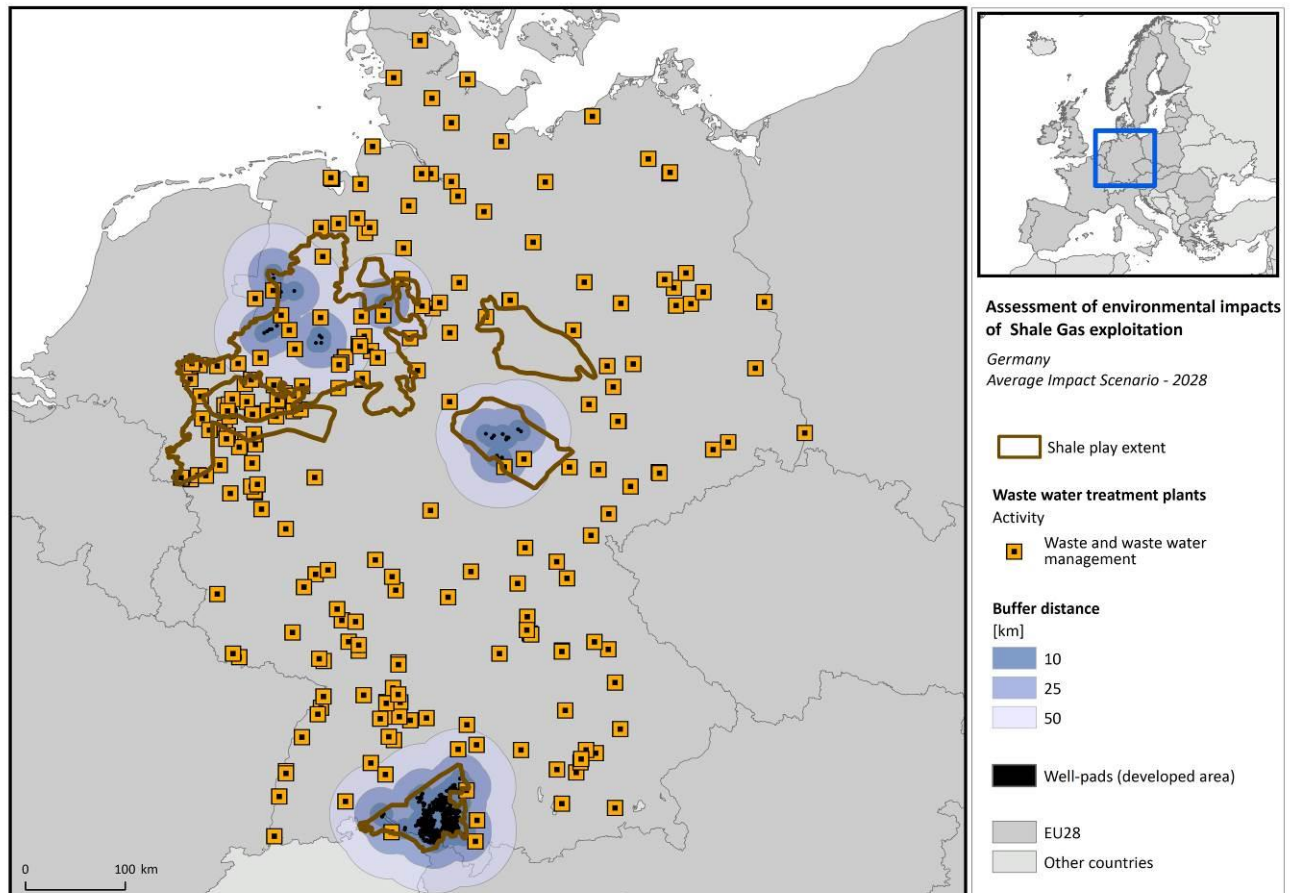 0
100 km
Assessment of environmental impacts
of Shale Gas exploitation
Germany
Average Impact Scenario - 2028
Shale play extent
Waste water treatment plants
Activity
Waste and waste water
management
Buffer distance
[km]
10
25
50
Well-pads (developed area)
EU28
Other countries